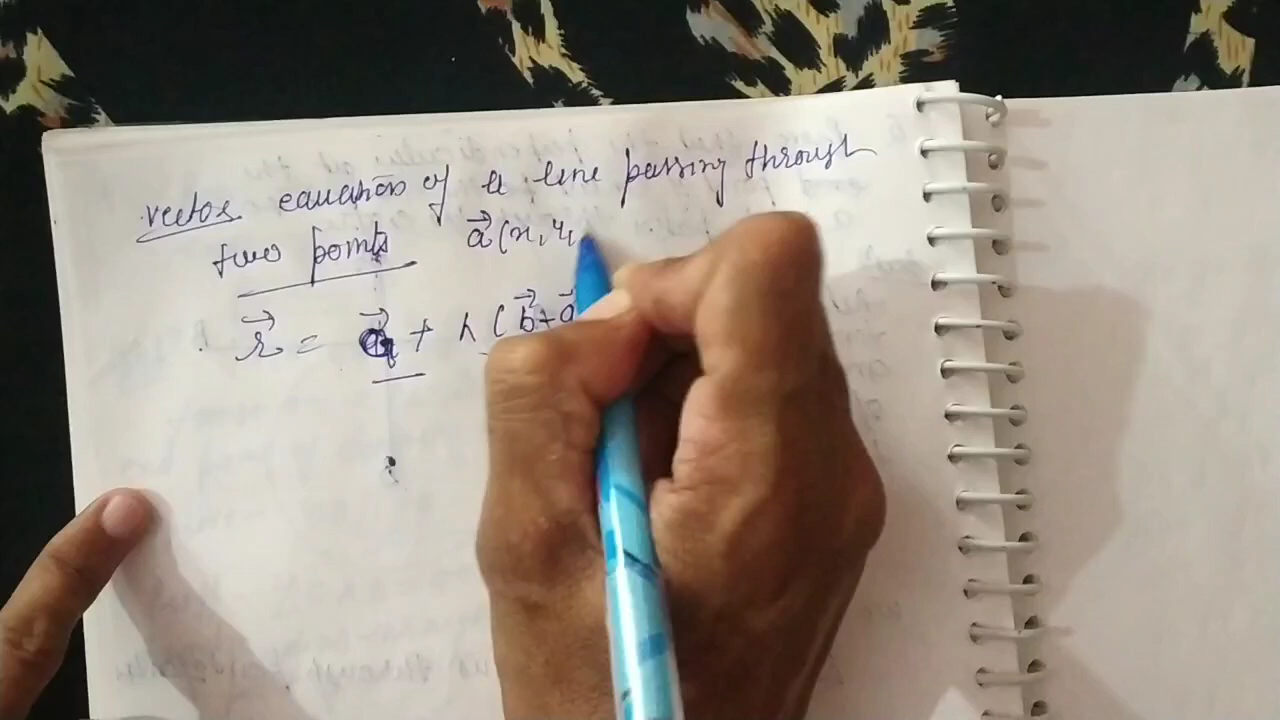 vector equation of a line passing through
two points a⃗ (x₁ y₁
r⃗ = a⃗ + λ ( b⃗ + a⃗